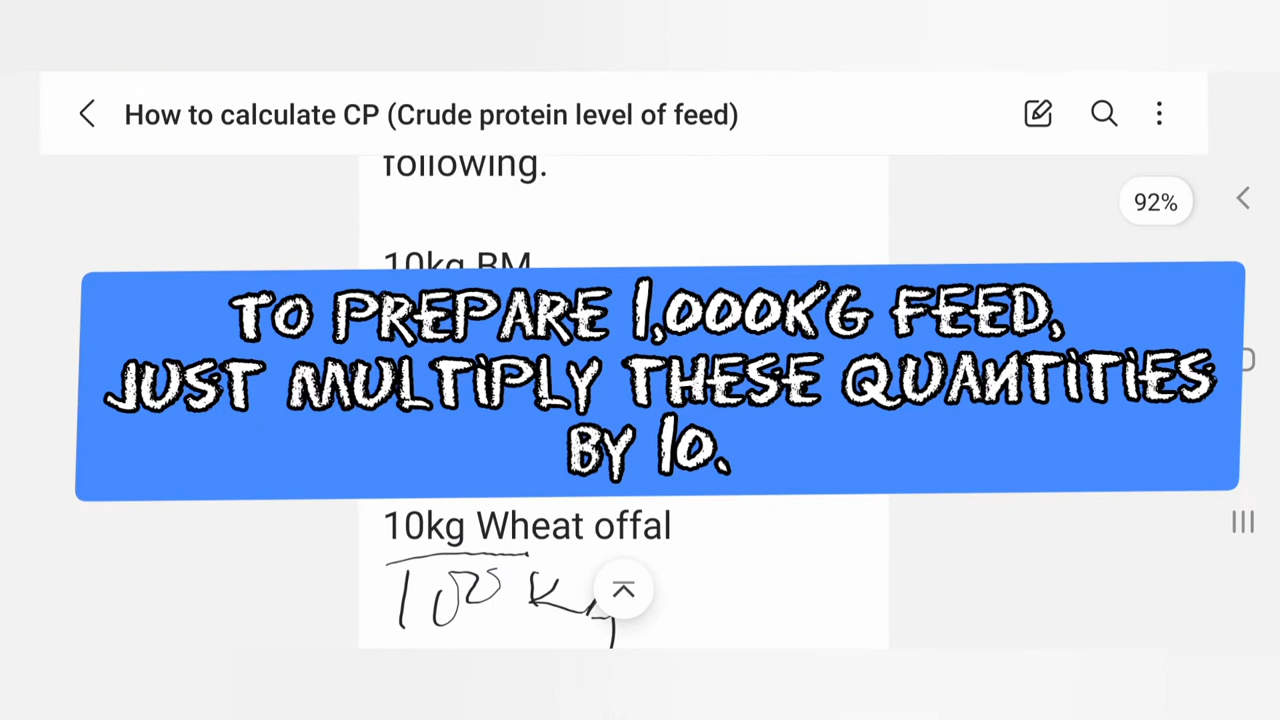 How to calculate CP (Crude protein level of feed)
following.
92%
10kg BM
TO PREPARE 1,000KG FEED,
JUST MULTIPLY THESE QUANTITIES
BY 10.
10kg Wheat offal
100 Kg